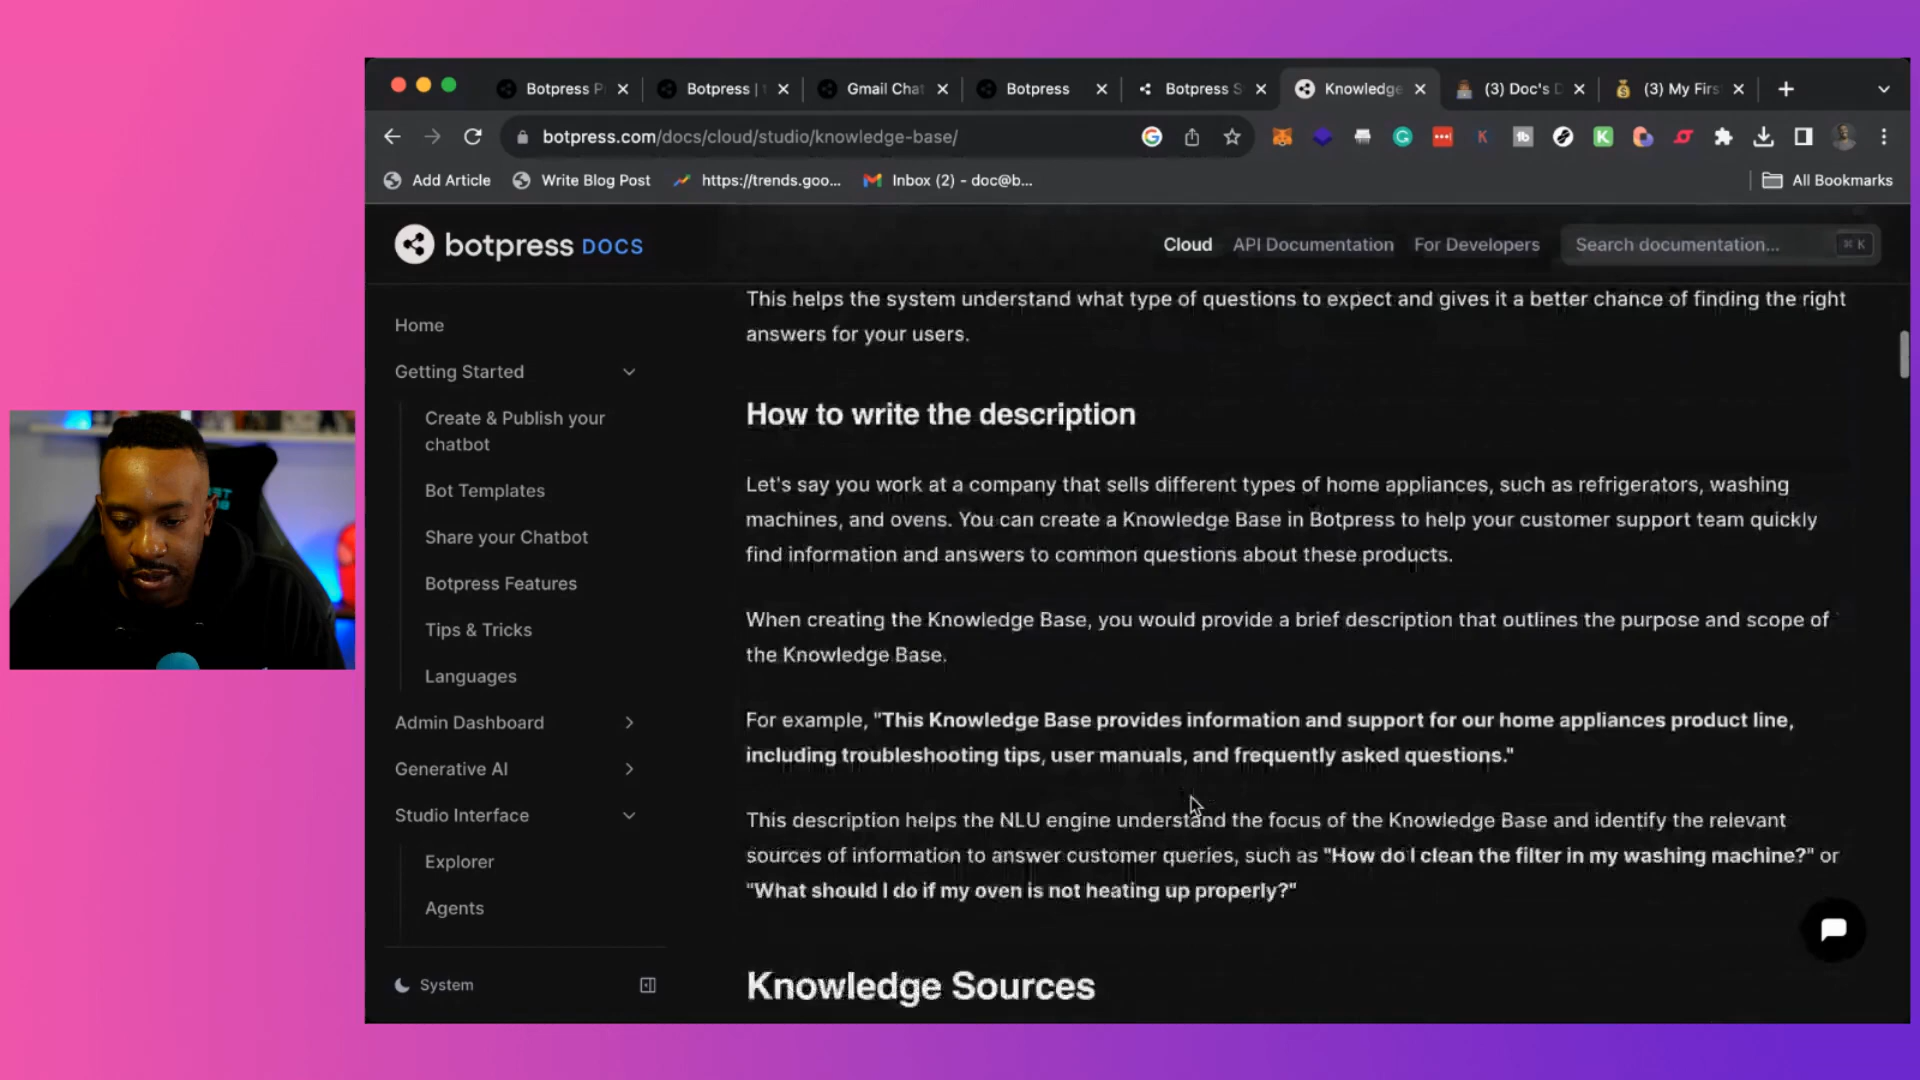 Botpress P
Botpress |
Gmail Chat
Botpress
Botpress S
Knowledge
(3) Doc's D
(3) My Firs
botpress.com/docs/cloud/studio/knowledge-base/
Add Article
Write Blog Post
https://trends.goo...
Inbox (2) - doc@b...
All Bookmarks
botpress DOCS
Cloud
API Documentation
For Developers
Search documentation...
⌘ K
Home
Getting Started
Create & Publish your
chatbot
Bot Templates
Share your Chatbot
Botpress Features
Tips & Tricks
Languages
Admin Dashboard
Generative AI
Studio Interface
Explorer
Agents
System
This helps the system understand what type of questions to expect and gives it a better chance of finding the right
answers for your users.
How to write the description
Let's say you work at a company that sells different types of home appliances, such as refrigerators, washing
machines, and ovens. You can create a Knowledge Base in Botpress to help your customer support team quickly
find information and answers to common questions about these products.
When creating the Knowledge Base, you would provide a brief description that outlines the purpose and scope of
the Knowledge Base.
For example, "This Knowledge Base provides information and support for our home appliances product line,
including troubleshooting tips, user manuals, and frequently asked questions."
This description helps the NLU engine understand the focus of the Knowledge Base and identify the relevant
sources of information to answer customer queries, such as "How do I clean the filter in my washing machine?" or
"What should I do if my oven is not heating up properly?"
Knowledge Sources